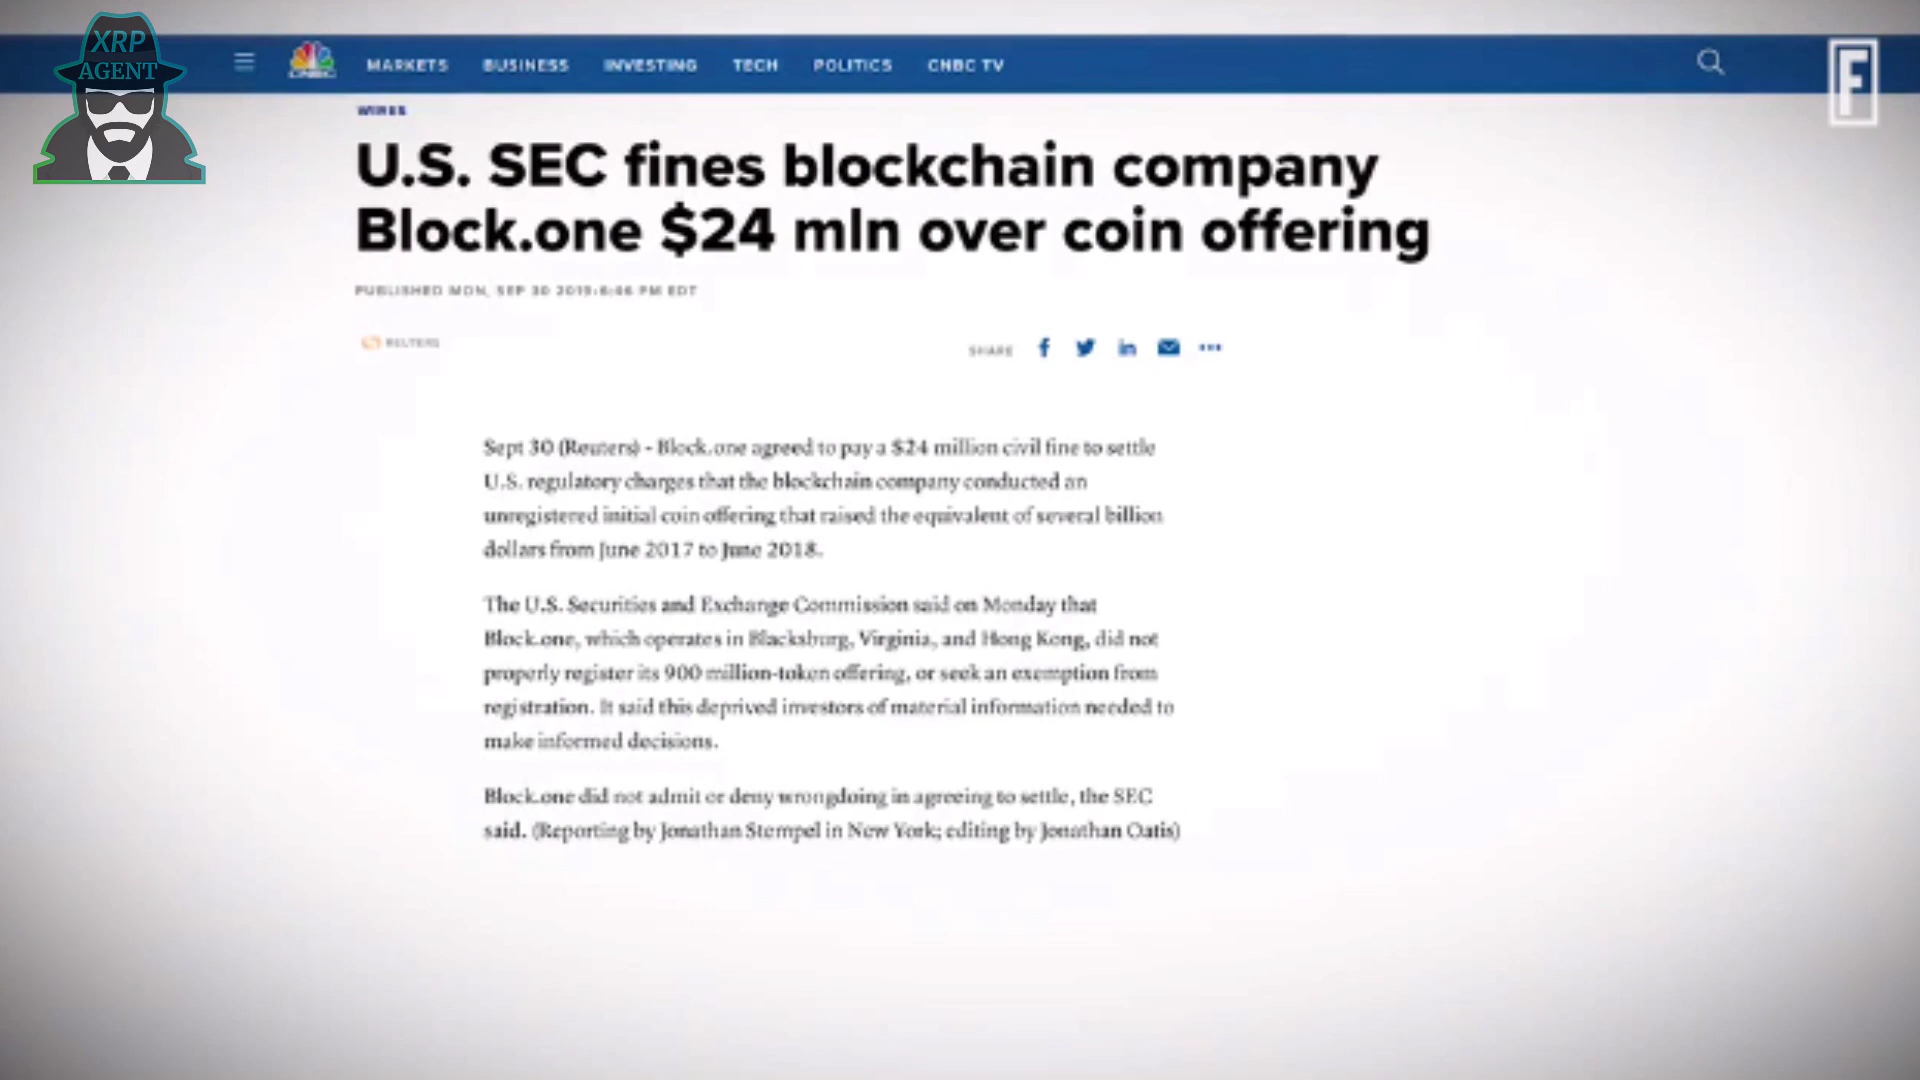 XRP
AGENT
CNBC
MARKETS BUSINESS INVESTING TECH POLITICS CNBC TV
F
WIRES
U.S. SEC fines blockchain company
Block.one $24 mln over coin offering
PUBLISHED MON, SEP 30 2019 6:46 PM EDT
REUTERS
SHARE
Sept 30 (Reuters) - Block.one agreed to pay a $24 million civil fine to settle
U.S. regulatory charges that the blockchain company conducted an
unregistered initial coin offering that raised the equivalent of several billion
dollars from June 2017 to June 2018.
The U.S. Securities and Exchange Commission said on Monday that
Block.one, which operates in Blacksburg, Virginia, and Hong Kong, did not
properly register its 900 million-token offering, or seek an exemption from
registration. It said this deprived investors of material information needed to
make informed decisions.
Block.one did not admit or deny wrongdoing in agreeing to settle, the SEC
said. (Reporting by Jonathan Stempel in New York; editing by Jonathan Oatis)